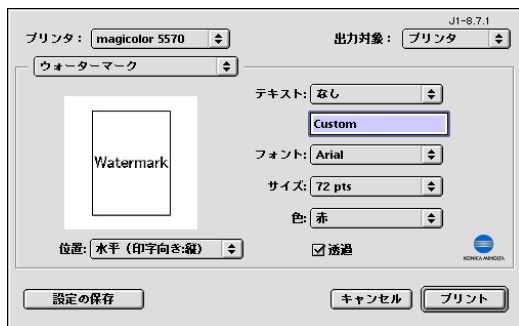 J1-8.7.1
プリンタ： magicolor 5570 出力対象： プリンタ
ウォーターマーク
テキスト: なし
Custom
Watermark
フォント: Arial
サイズ: 72 pts
色: 赤
位置: 水平（印字向き:縦） 透過
KONICA MINOLTA
設定の保存 キャンセル プリント